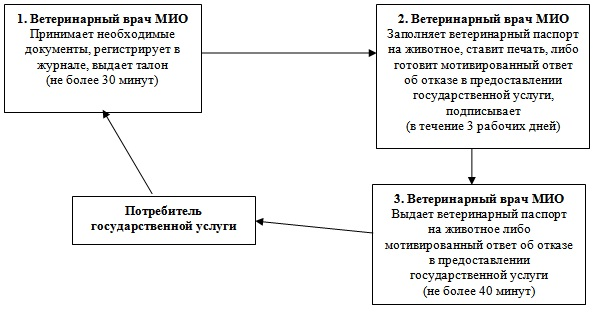 1. Ветеринарный врач МИО
Принимает необходимые
документы, регистрирует в
журнале, выдает талон
(не более 30 минут)
2. Ветеринарный врач МИО
Заполняет ветеринарный паспорт
на животное, ставит печать, либо
готовит мотивированный ответ
об отказе в предоставлении
государственной услуги,
подписывает
(в течение 3 рабочих дней)
3. Ветеринарный врач МИО
Выдает ветеринарный паспорт
на животное либо
мотивированный ответ об отказе
в предоставлении
государственной услуги
(не более 40 минут)
Потребитель
государственной услуги